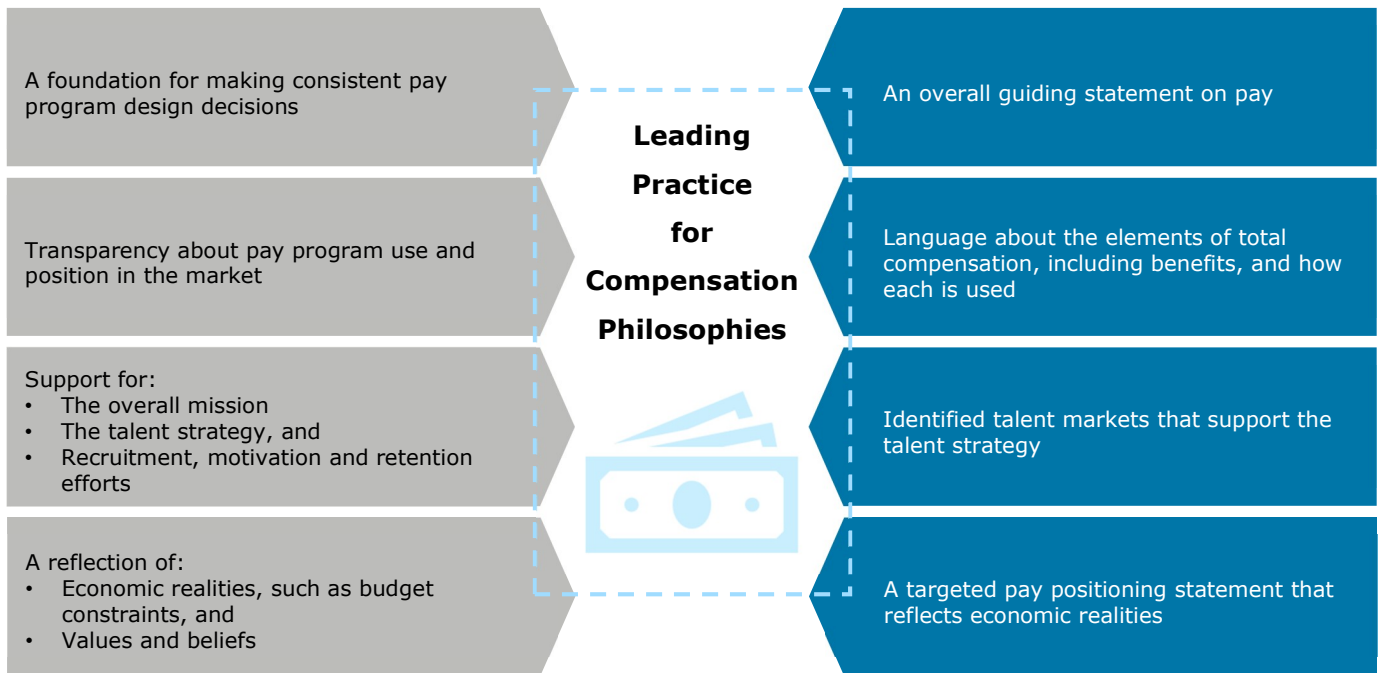 A foundation for making consistent pay
program design decisions
Transparency about pay program use and
position in the market
Support for:
• The overall mission
• The talent strategy, and
• Recruitment, motivation and retention
efforts
A reflection of:
• Economic realities, such as budget
constraints, and
• Values and beliefs
Leading
Practice
for
Compensation
Philosophies
An overall guiding statement on pay
Language about the elements of total
compensation, including benefits, and how
each is used
Identified talent markets that support the
talent strategy
A targeted pay positioning statement that
reflects economic realities